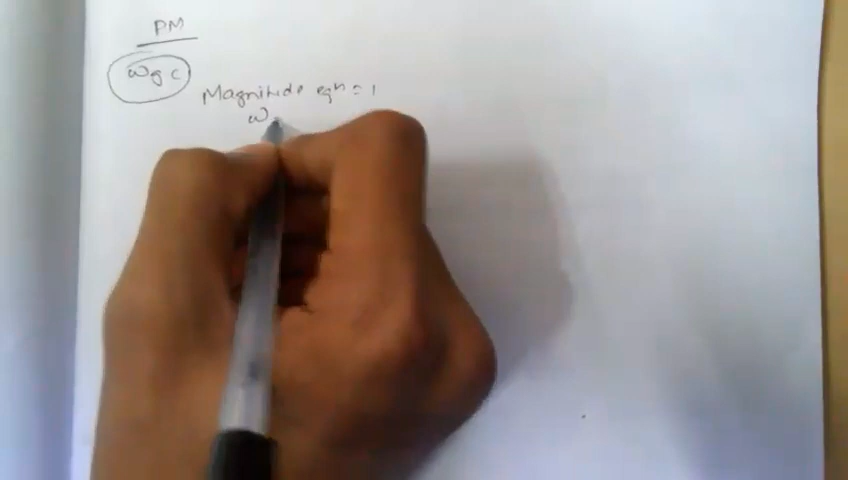 PM
ωgc
Magnitude eqn = 1
ω